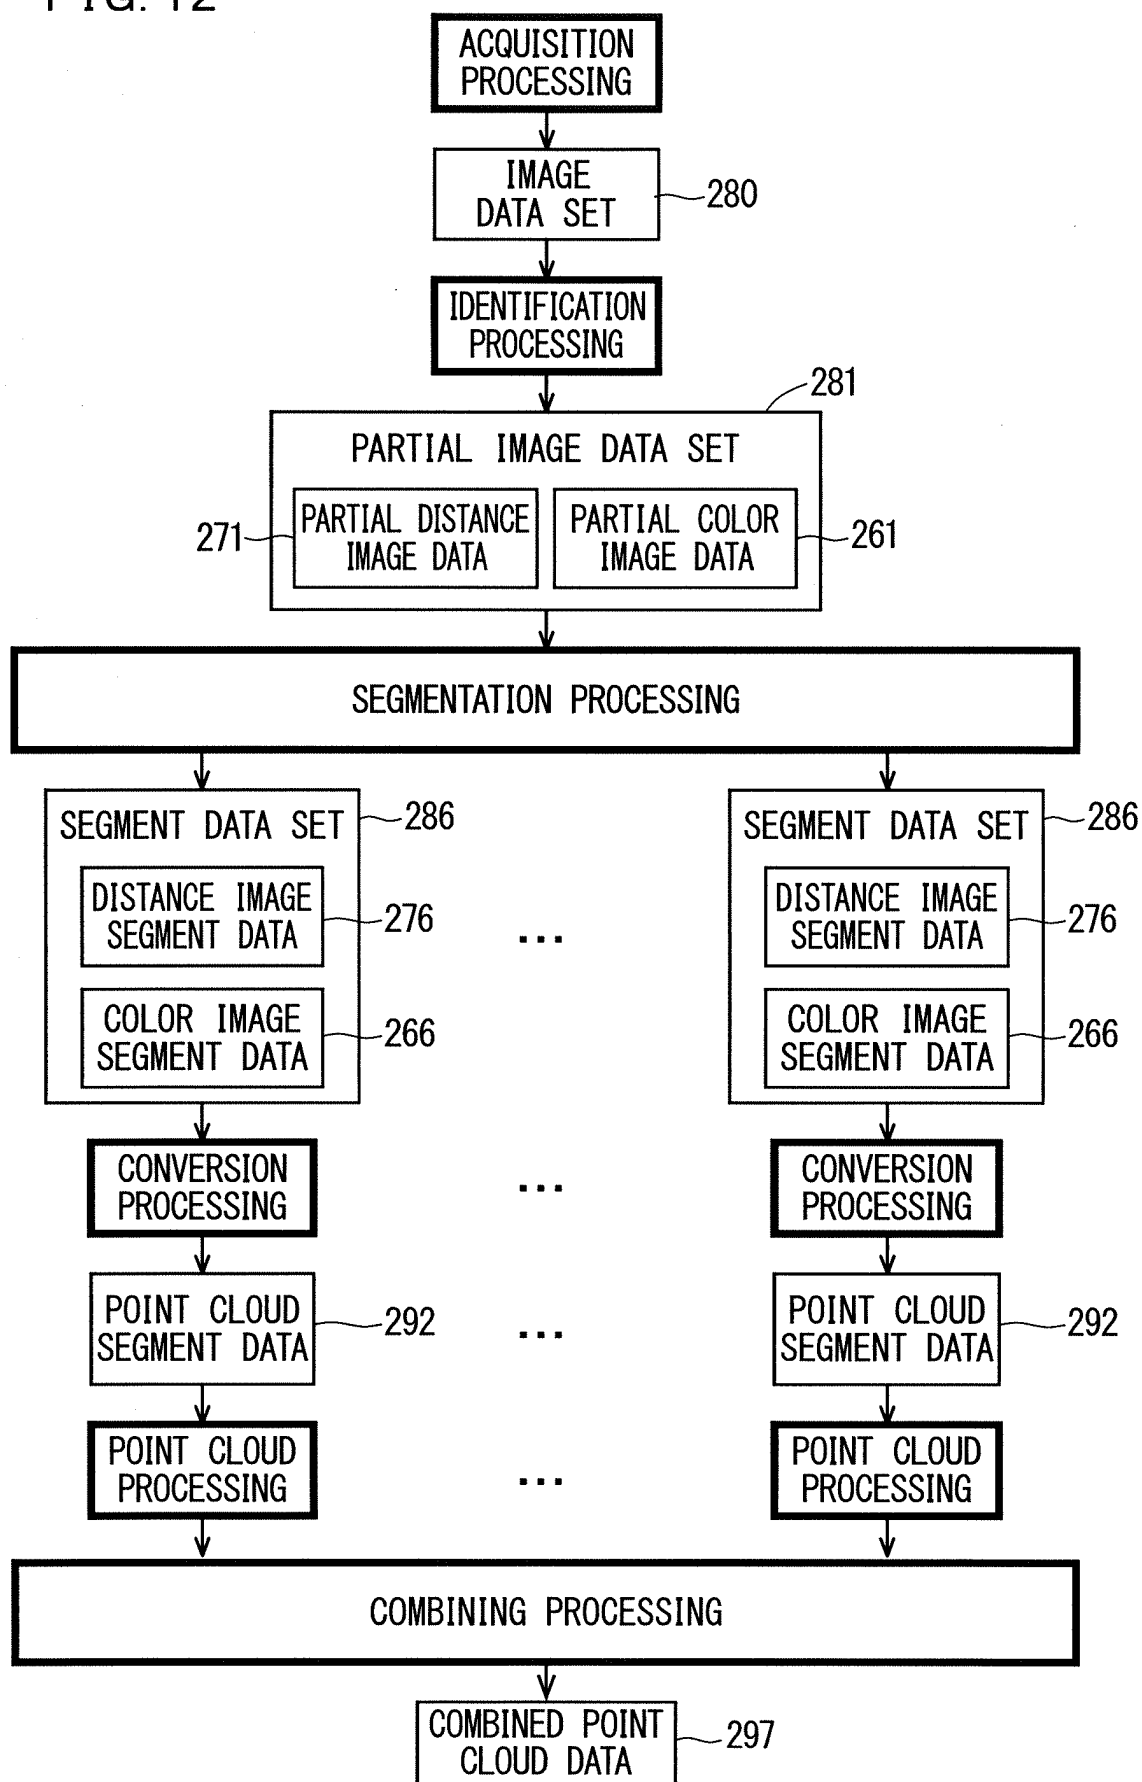 FIG. 12
ACQUISITION
PROCESSING
IMAGE
DATA SET
280
IDENTIFICATION
PROCESSING
281
PARTIAL IMAGE DATA SET
271
PARTIAL DISTANCE
IMAGE DATA
PARTIAL COLOR
IMAGE DATA
261
SEGMENTATION PROCESSING
SEGMENT DATA SET
286
DISTANCE IMAGE
SEGMENT DATA
276
COLOR IMAGE
SEGMENT DATA
266
...
SEGMENT DATA SET
286
DISTANCE IMAGE
SEGMENT DATA
276
COLOR IMAGE
SEGMENT DATA
266
CONVERSION
PROCESSING
...
CONVERSION
PROCESSING
POINT CLOUD
SEGMENT DATA
292
...
POINT CLOUD
SEGMENT DATA
292
POINT CLOUD
PROCESSING
...
POINT CLOUD
PROCESSING
COMBINING PROCESSING
COMBINED POINT
CLOUD DATA
297